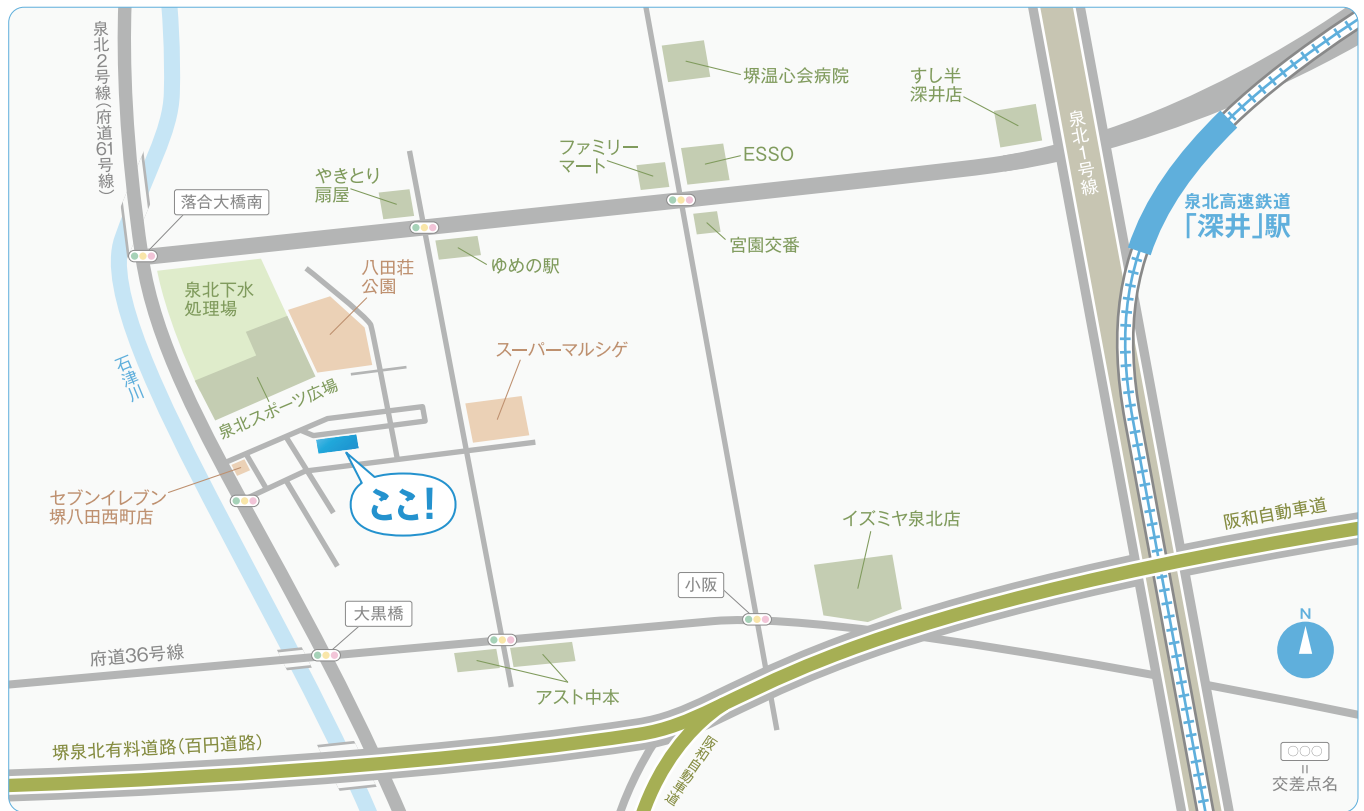 泉北2号線(府道61号線)
堺温心会病院
すし半
深井店
泉北1号線
ファミリー
マート
ESSO
やきとり
扇屋
落合大橋南
泉北高速鉄道
「深井」駅
宮園交番
ゆめの駅
八田荘
公園
泉北下水
処理場
石津川
スーパーマルシゲ
泉北スポーツ広場
セブンイレブン
堺八田西町店
ここ!
イズミヤ泉北店
阪和自動車道
小阪
大黒橋
府道36号線
アスト中本
N
堺泉北有料道路(百円道路)
阪和自動車道
○○○
=
交差点名